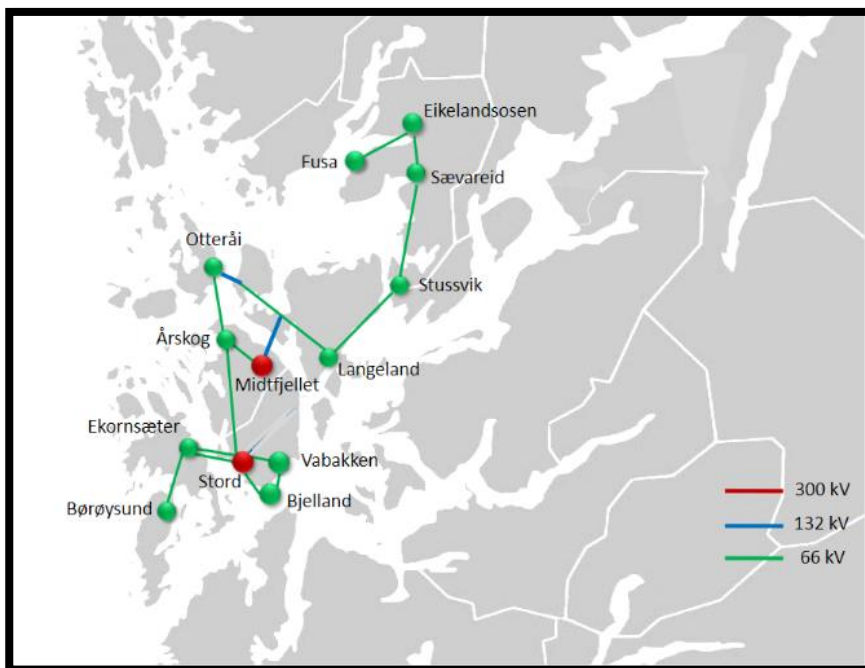 Eikelandsosen
Fusa
Sævareid
Otteråi
Stussvik
Årskog
Langeland
Midtfjellet
Ekornsæter
Vabakken
Stord
Bjelland
Børøysund
300 kV
132 kV
66 kV